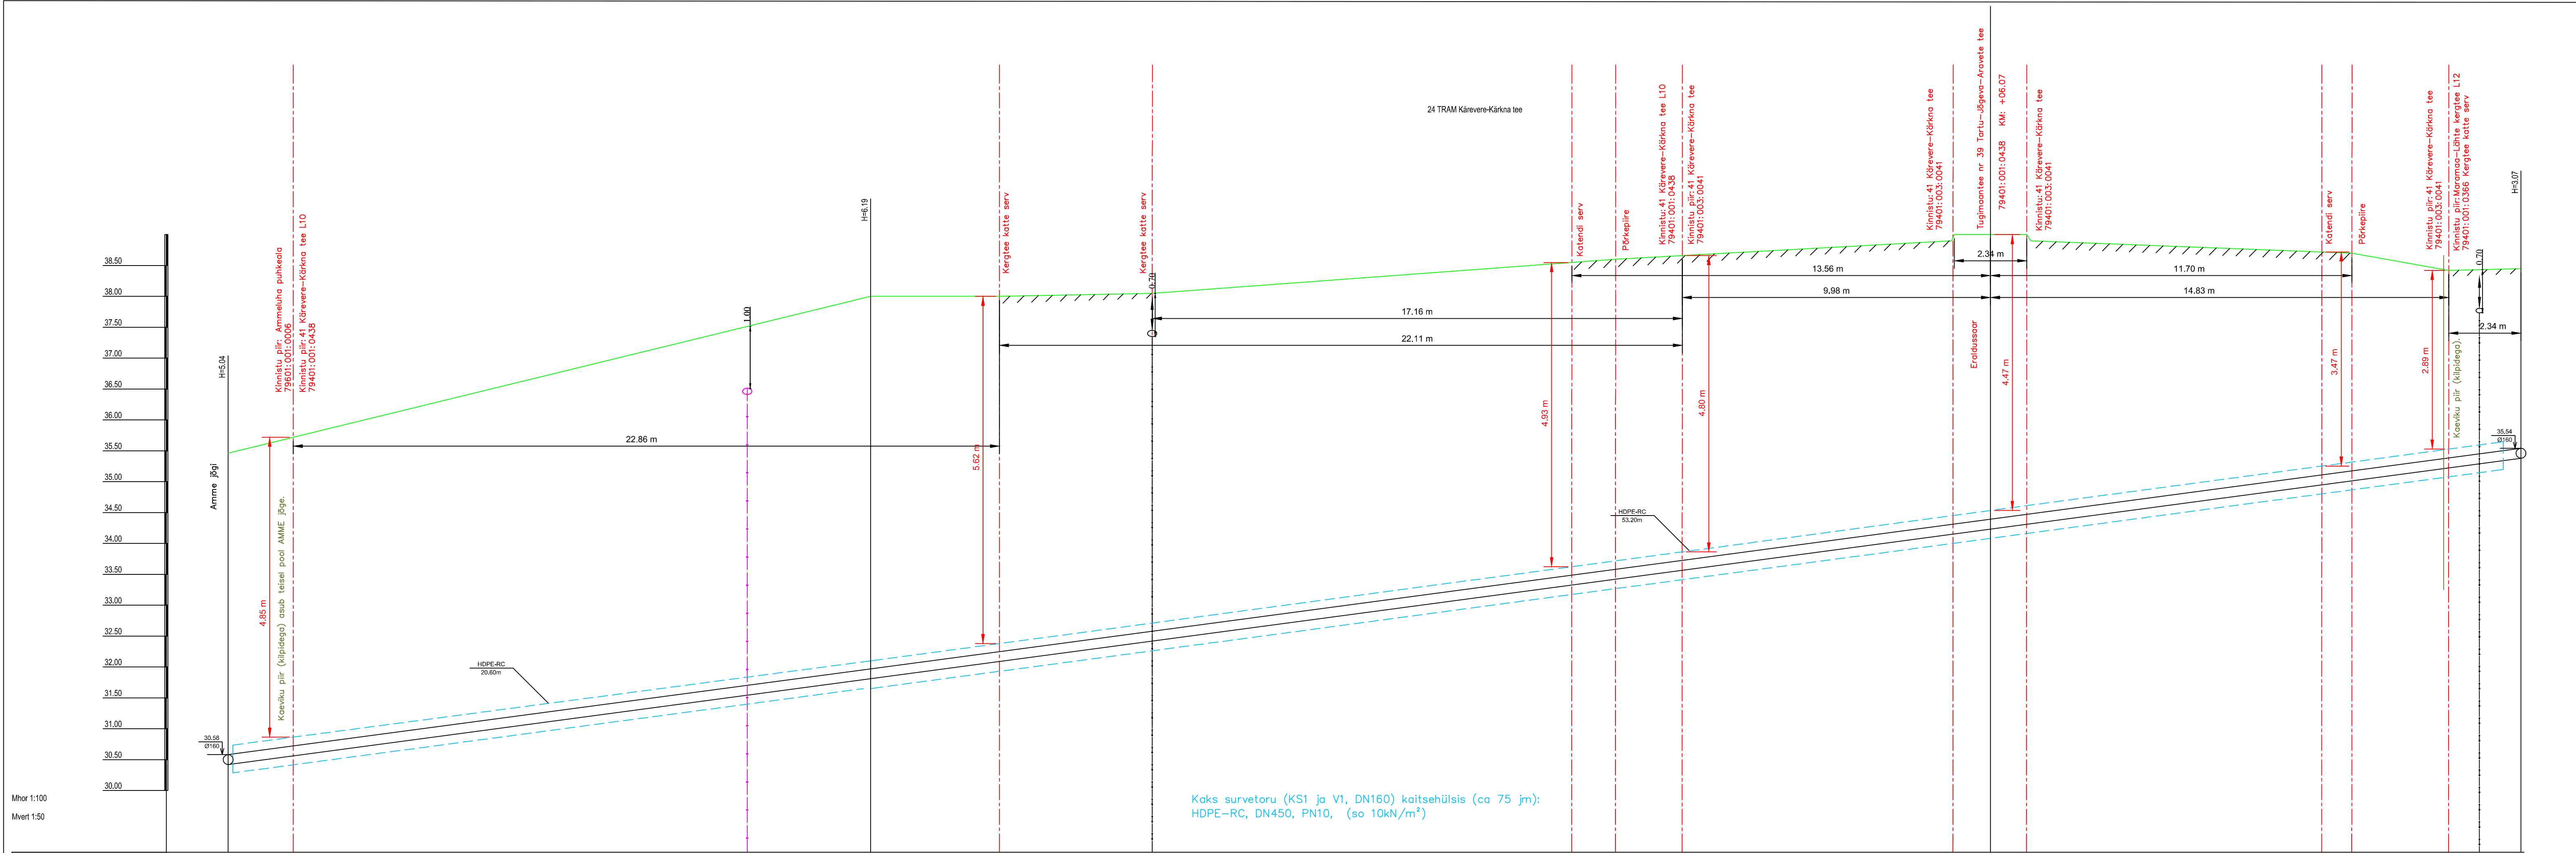 24 TRAM Kärevere-Kärkna tee
38.50
38.00
37.50
37.00
36.50
36.00
35.50
35.00
34.50
34.00
33.50
33.00
32.50
32.00
31.50
31.00
30.50
30.00
Mhor 1:100
Mvert 1:50
H=5.04
Amme jõgi
30,58
Ø160
Kinnistu piir: Ammeluha puhkeala
79601:001:0006
Kinnistu piir: 41 Kärevere-Kärkna tee L10
79401:001:0438
4.85 m
Kaeviku piir (kilpidega) asub teisel pool AMME jõge.
22.86 m
HDPE-RC
20.60m
1.00
H=6.19
Kergtee katte serv
5.62 m
Kergtee katte serv
0.70
17.16 m
22.11 m
Katendi serv
4.93 m
Põrkepiire
Kinnistu: 41 Kärevere-Kärkna tee L10
79401:001:0438
Kinnistu piir: 41 Kärevere-Kärkna tee
79401:003:0041
4.80 m
HDPE-RC
53.20m
13.56 m
9.98 m
Kinnistu: 41 Kärevere-Kärkna tee
79401:003:0041
Tugimaantee nr 39 Tartu-Jõgeva-Aravete tee
79401:001:0438 KM: +06.07
Kinnistu: 41 Kärevere-Kärkna tee
79401:003:0041
2.34 m
Eraldussaar
4.47 m
11.70 m
14.83 m
Katendi serv
Põrkepiire
3.47 m
Kinnistu piir: 41 Kärevere-Kärkna tee
79401:003:0041
Kinnistu piir: Maramaa-Lähte kergtee L12
79401:001:0366 Kergtee katte serv
2.89 m
Kaeviku piir (kilpidega).
0.70
2.34 m
H=3.07
35,54
Ø160
Kaks survetoru (KS1 ja V1, DN160) kaitsehülsis (ca 75 jm):
HDPE-RC, DN450, PN10, (so 10kN/m²)